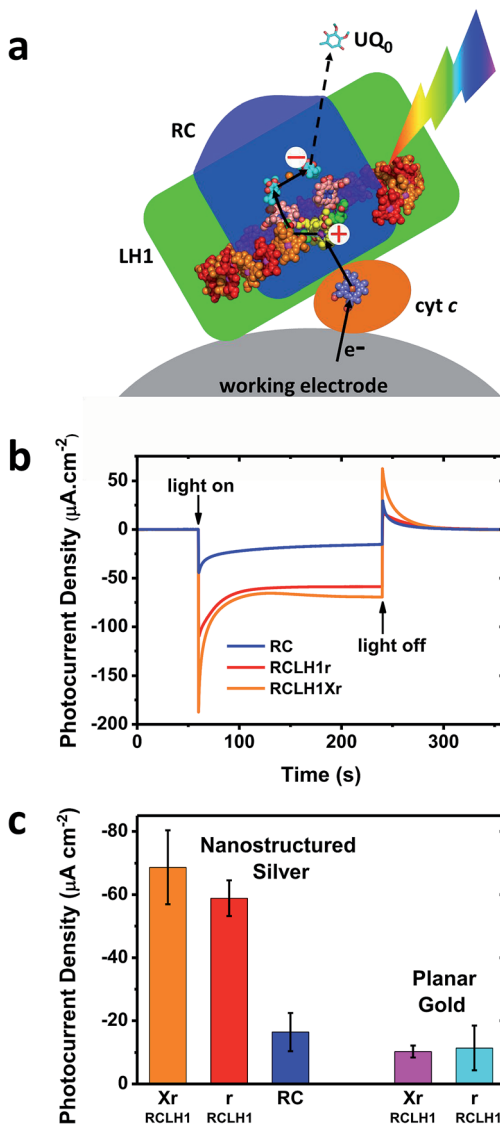 a
UQ0
RC
−
LH1
+
cyt c
e-
working electrode
b
Photocurrent Density (μA.cm-2)
50
0
-50
-100
-150
-200
light on
light off
RC
RCLH1r
RCLH1Xr
0
100
200
300
Time (s)
c
Photocurrent Density (μA cm-2)
-80
-60
-40
-20
0
Nanostructured
Silver
Planar
Gold
Xr r RC Xr r
RCLH1 RCLH1 RCLH1 RCLH1